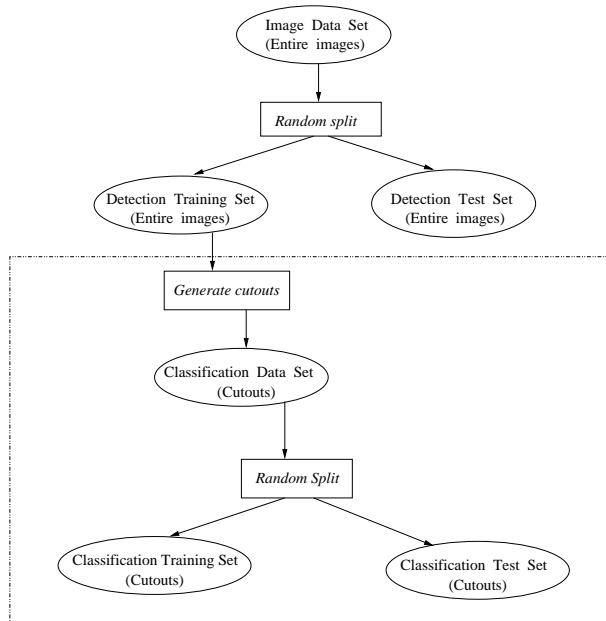 Image Data Set
(Entire images)
Random split
Detection Training Set
(Entire images)
Detection Test Set
(Entire images)
Generate cutouts
Classification Data Set
(Cutouts)
Random Split
Classification Training Set
(Cutouts)
Classification Test Set
(Cutouts)